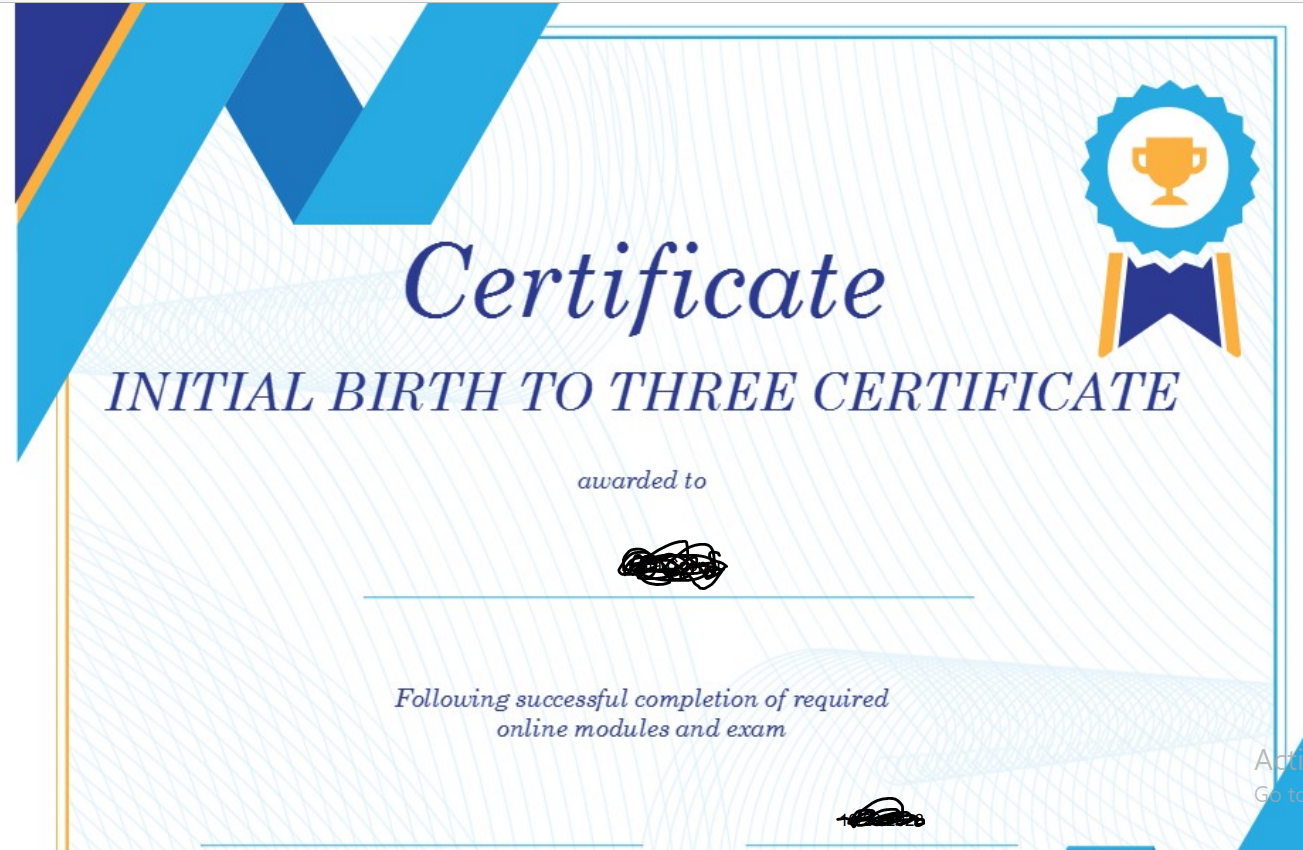 Certificate
INITIAL BIRTH TO THREE CERTIFICATE
awarded to
Following successful completion of required
online modules and exam